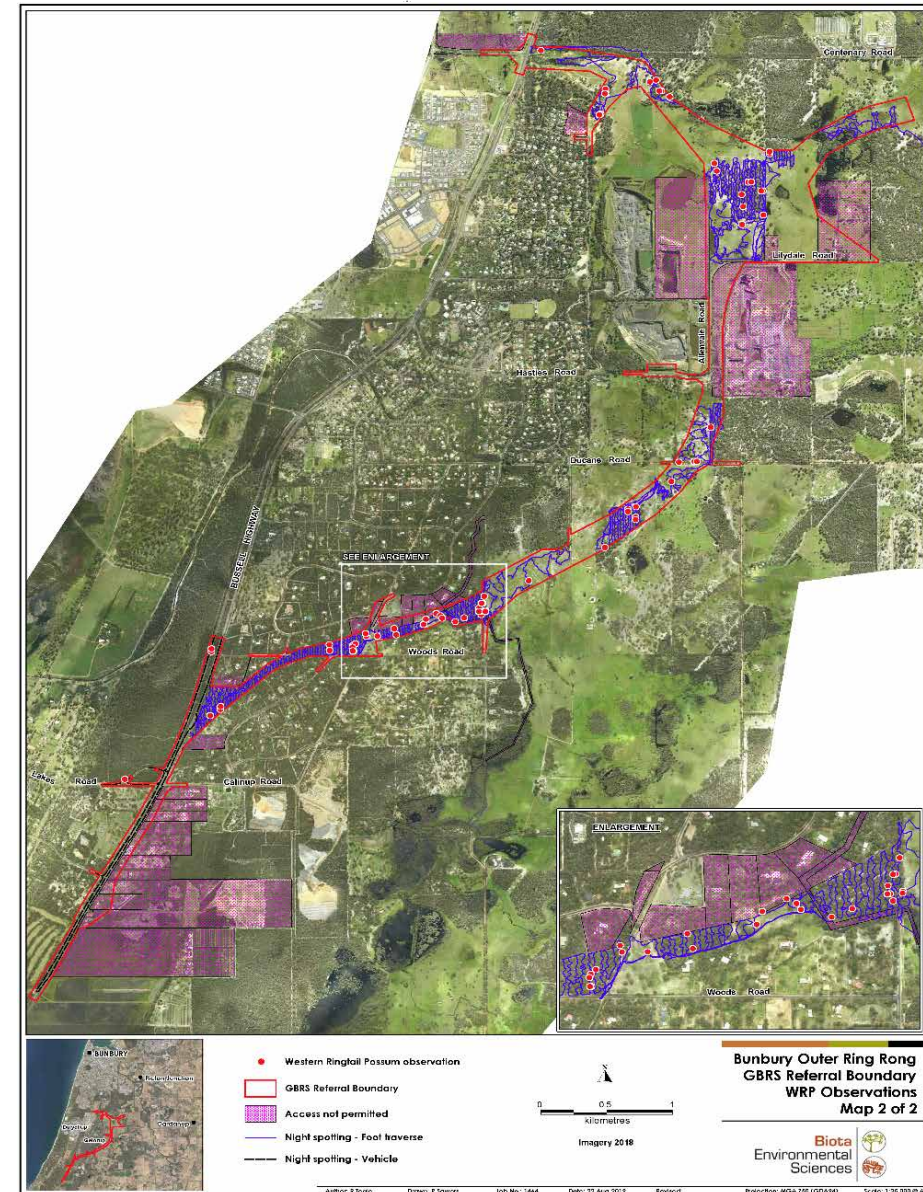 Centenary Road
Lilydale Road
Allenvale Road
Hasties Road
Ducane Road
BUSSELL HIGHWAY
SEE ENLARGEMENT
Woods Road
Lakes Road
Calinup Road
ENLARGEMENT
Woods Road
BUNBURY
Dalyellup
Gelorup
Western Ringtail Possum observation
GBRS Referral Boundary
Access not permitted
Night spotting - Foot traverse
Night spotting - Vehicle
N
0 0.5 1
kilometres
Imagery 2018
Bunbury Outer Ring Rong
GBRS Referral Boundary
WRP Observations
Map 2 of 2
Biota
Environmental
Sciences